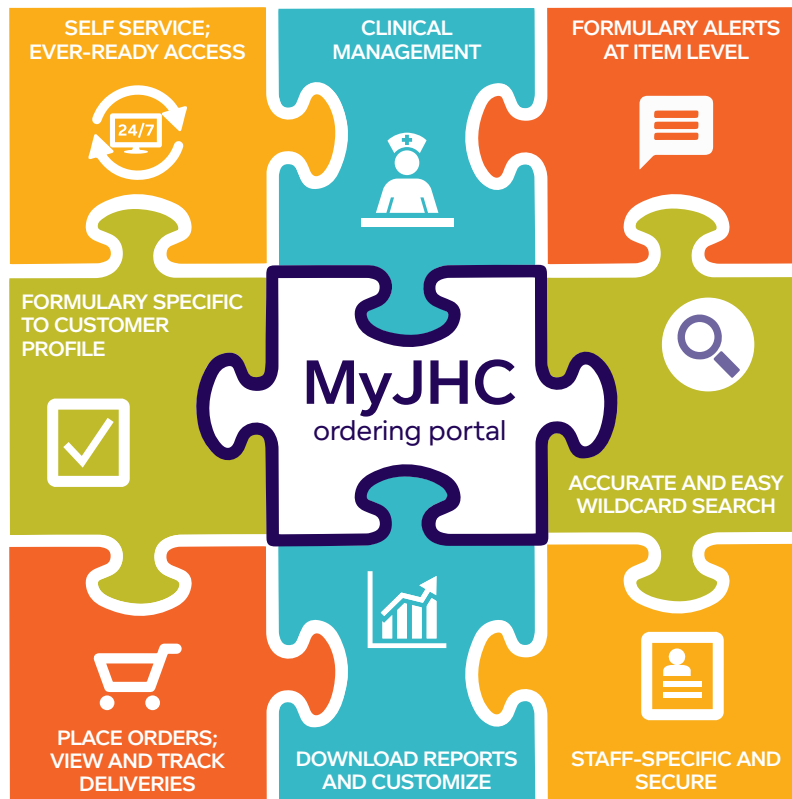 SELF SERVICE;
EVER-READY ACCESS
24/7
CLINICAL
MANAGEMENT
FORMULARY ALERTS
AT ITEM LEVEL
FORMULARY SPECIFIC
TO CUSTOMER
PROFILE
MyJHC
ordering portal
ACCURATE AND EASY
WILDCARD SEARCH
PLACE ORDERS;
VIEW AND TRACK
DELIVERIES
DOWNLOAD REPORTS
AND CUSTOMIZE
STAFF-SPECIFIC AND
SECURE